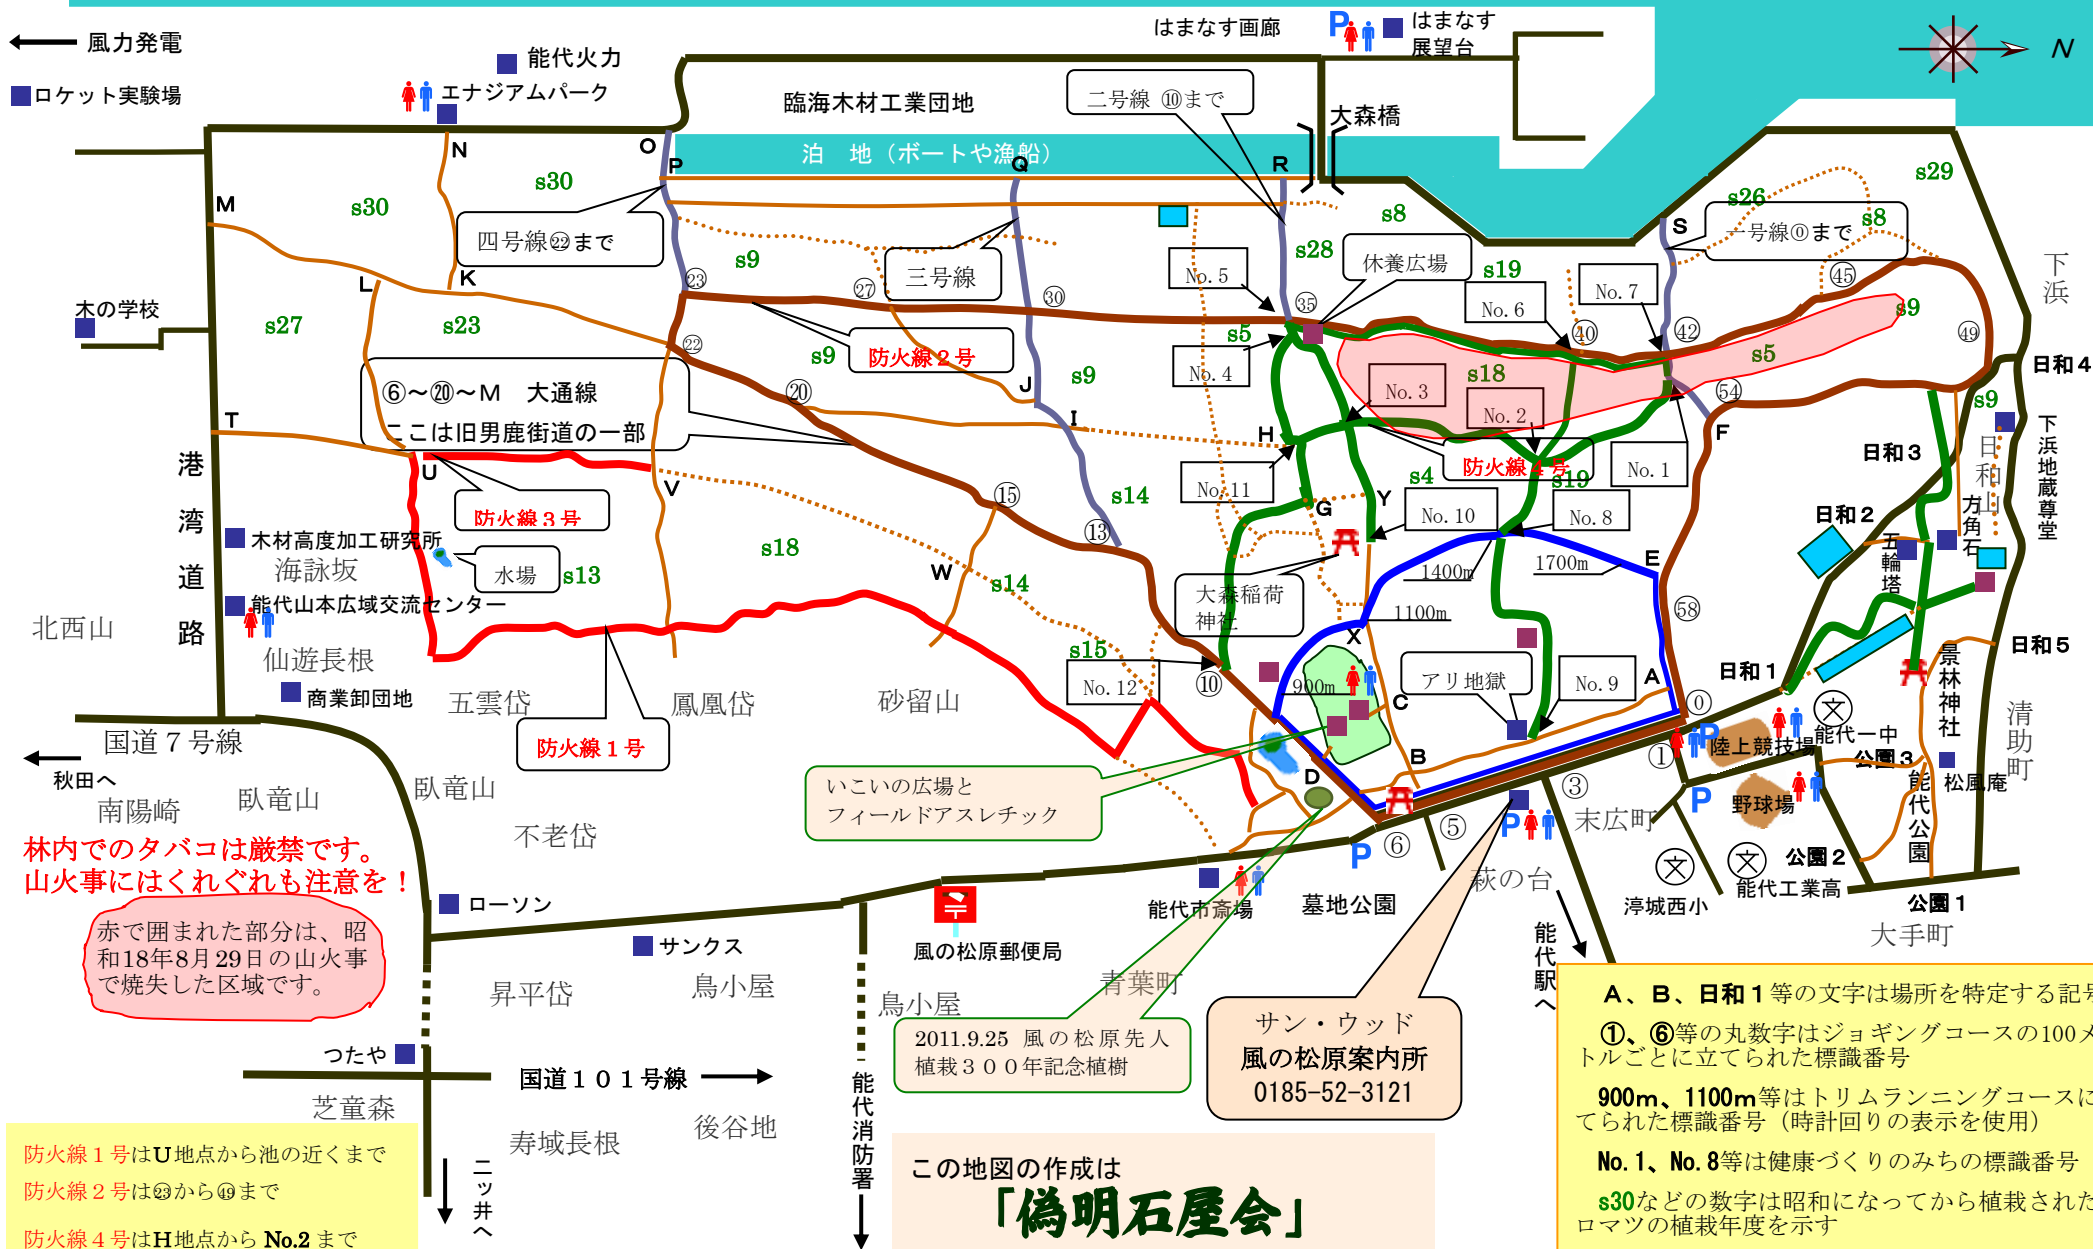 風力発電
ロケット実験場
能代火力
エナジアムパーク
はまなす画廊
P
はまなす
展望台
N
臨海木材工業団地
二号線 ⑩まで
大森橋
泊 地（ボートや漁船）
M
N
O
P
Q
R
S
s30
s30
s8
s26
s8
s29
四号線㉒まで
s9
三号線
s28
休養広場
s19
一号線⓪まで
下浜
L
K
㉓
㉗
㉚
No.5
㉟
No.6
No.7
㊺
木の学校
s27
s23
㉒
s9
防火線２号
s5
㊵
㊷
s9
㊾
⑥～⑳～M 大通線
ここは旧男鹿街道の一部
⑳
J
s9
No.4
No.3
s18
s5
日和4
No.2
54
s9
T
I
H
F
日和3
日和山
下浜地蔵尊堂
港湾道路
U
V
防火線３号
⑮
s14
No.11
防火線４号
s4
s19
No.1
G
Y
No.10
No.8
方角石
日和2
五輪塔
木材高度加工研究所
海詠坂
水場
s13
s18
⑬
W
s14
1400m
1700m
E
能代山本広域交流センター
大森稲荷
神社
1100m
58
北西山
仙遊長根
s15
X
日和5
景林神社
商業卸団地
五雲岱
鳳凰岱
砂留山
No.12
⑩
900m
アリ地獄
No.9
A
日和1
C
⓪
清助町
国道７号線
防火線１号
P
陸上競技場
文
能代一中
公園3
秋田へ
南陽崎
臥竜山
臥竜山
いこいの広場と
フィールドアスレチック
D
B
①
③
P
野球場
能代公園
松風庵
不老岱
⑥
⑤
P
P
末広町
林内でのタバコは厳禁です。
山火事にはくれぐれも注意を！
文
文
公園2
萩の台
能代工業高
渟城西小
公園1
大手町
ローソン
能代市斎場
墓地公園
赤で囲まれた部分は、昭
和18年8月29日の山火事
で焼失した区域です。
サンクス
〒
風の松原郵便局
能代駅へ
昇平岱
鳥小屋
鳥小屋
青葉町
2011.9.25 風の松原先人
植栽３００年記念植樹
サン・ウッド
風の松原案内所
0185-52-3121
つたや
国道１０１号線
芝童森
寿域長根
後谷地
能代消防署
二ッ井へ
A、B、日和1等の文字は場所を特定する記号
①、⑥等の丸数字はジョギングコースの100メ
トルごとに立てられた標識番号
900m、1100m等はトリムランニングコースに
てられた標識番号（時計回りの表示を使用）
No.1、No.8等は健康づくりのみちの標識番号
s30などの数字は昭和になってから植栽された
ロマツの植栽年度を示す
防火線１号はU地点から池の近くまで
防火線２号は㉓から㊾まで
防火線４号はH地点から No.2 まで
この地図の作成は
「偽明石屋会」